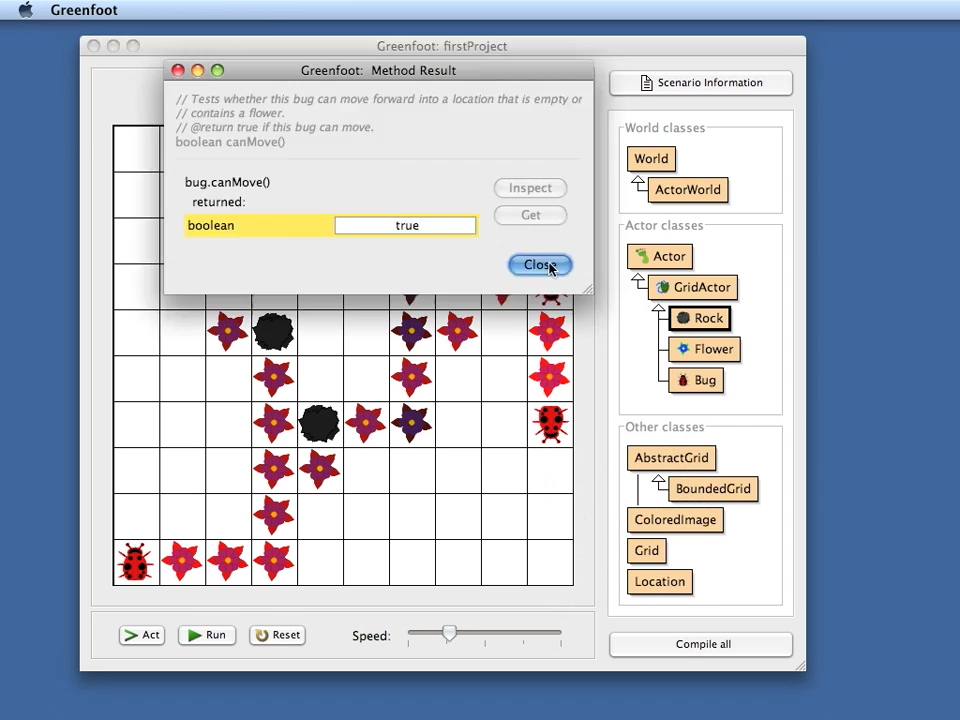 Greenfoot
Greenfoot: firstProject
Greenfoot: Method Result
// Tests whether this bug can move forward into a location that is empty or
// contains a flower.
// @return true if this bug can move.
boolean canMove()
bug.canMove()
returned:
boolean
true
Inspect
Get
Close
Scenario Information
World classes
World
ActorWorld
Actor classes
Actor
GridActor
Rock
Flower
Bug
Other classes
AbstractGrid
BoundedGrid
ColoredImage
Grid
Location
Act
Run
Reset
Speed:
Compile all